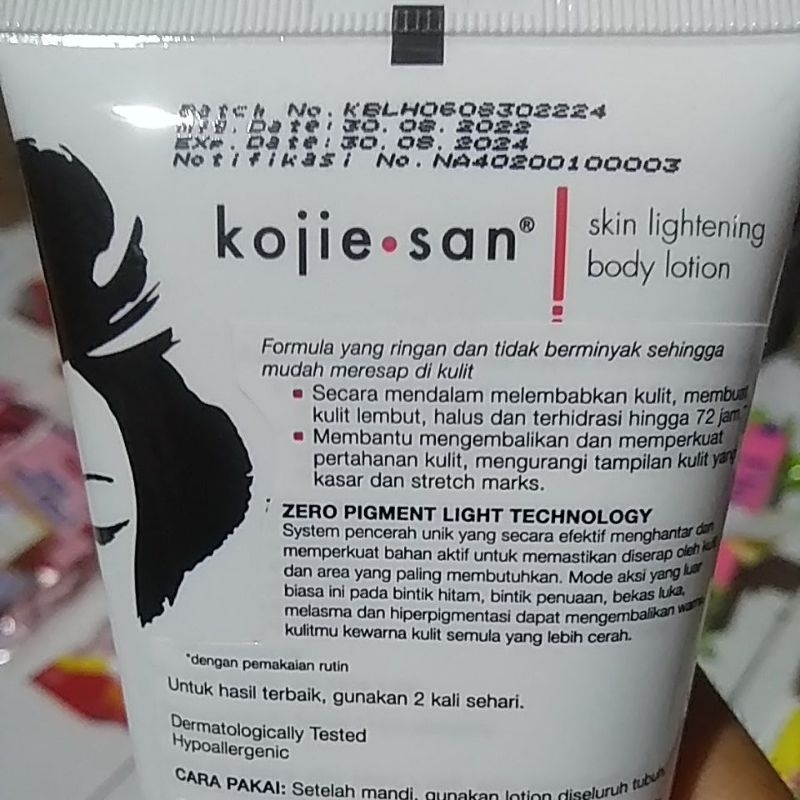 Batch No. KBLH0608302224
Mfg. Date: 30. 08. 2022
Exp. Date: 30. 08. 2024
Notifikasi No. NA40200100003
kojie•san®
skin lightening
body lotion
Formula yang ringan dan tidak berminyak sehingga
mudah meresap di kulit
▪ Secara mendalam melembabkan kulit, membuat
kulit lembut, halus dan terhidrasi hingga 72 jam.*
▪ Membantu mengembalikan dan memperkuat
pertahanan kulit, mengurangi tampilan kulit yang
kasar dan stretch marks.
ZERO PIGMENT LIGHT TECHNOLOGY
System pencerah unik yang secara efektif menghantar dan
memperkuat bahan aktif untuk memastikan diserap oleh kulit
dan area yang paling membutuhkan. Mode aksi yang luar
biasa ini pada bintik hitam, bintik penuaan, bekas luka,
melasma dan hiperpigmentasi dapat mengembalikan warna
kulitmu kewarna kulit semula yang lebih cerah.
*dengan pemakaian rutin
Untuk hasil terbaik, gunakan 2 kali sehari.
Dermatologically Tested
Hypoallergenic
CARA PAKAI: Setelah mandi, gunakan lotion diseluruh tubuh,